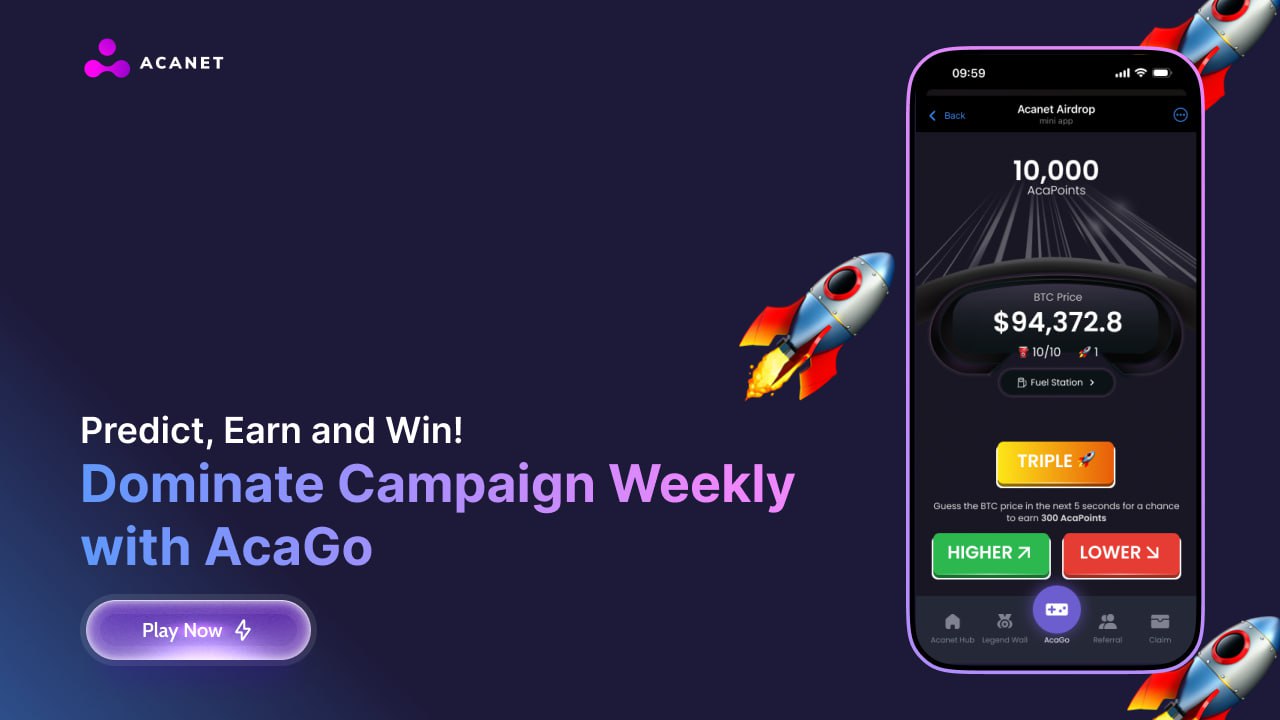 ACANET
Predict, Earn and Win!
Dominate Campaign Weekly
with AcaGo
Play Now
09:59
Back
Acanet Airdrop
mini app
10,000
AcaPoints
BTC Price
$94,372.8
10/10 1
Fuel Station
TRIPLE
Guess the BTC price in the next 5 seconds for a chance
to earn 300 AcaPoints
HIGHER LOWER
Acanet Hub Legend Wall AcaGo Referral Claim